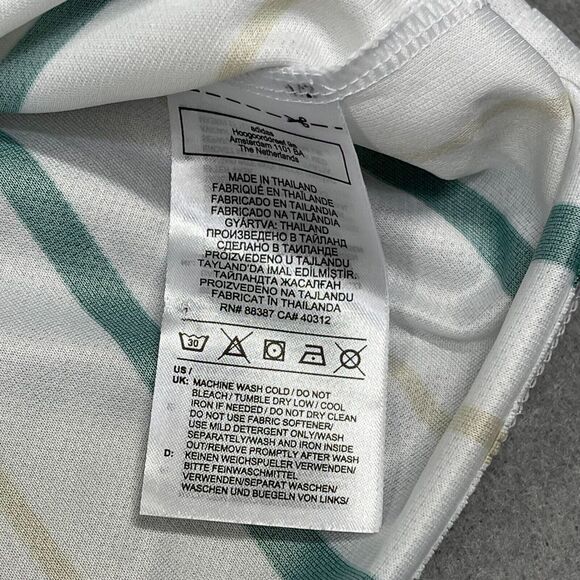 adidas
Hoogoorddreef 9a
Amsterdam 1101 BA
The Netherlands
MADE IN THAILAND
FABRIQUÉ EN THAÏLANDE
FABRICADO EN TAILANDIA
FABRICADO NA TAILÂNDIA
GYÁRTVA: THAILAND
ПРОИЗВЕДЕНО В ТАЙЛАНД
СДЕЛАНО В ТАЙЛАНДЕ
PROIZVEDENO U TAJLANDU
TAYLAND'DA İMAL EDİLMİŞTİR.
ТАЙЛАНДТА ЖАСАЛҒАН
PROIZVEDENO NA TAJLANDU
FABRICAT ÎN THAILANDA
RN# 88387 CA# 40312
30
US /
UK: MACHINE WASH COLD / DO NOT
BLEACH / TUMBLE DRY LOW / COOL
IRON IF NEEDED / DO NOT DRY CLEAN
DO NOT USE FABRIC SOFTENER/
USE MILD DETERGENT ONLY/WASH
SEPARATELY/WASH AND IRON INSIDE
OUT/REMOVE PROMPTLY AFTER WASH
D: KEINEN WEICHSPUELER VERWENDEN/
BITTE FEINWASCHMITTEL
VERWENDEN/SEPARAT WASCHEN/
WASCHEN UND BUEGELN VON LINKS/